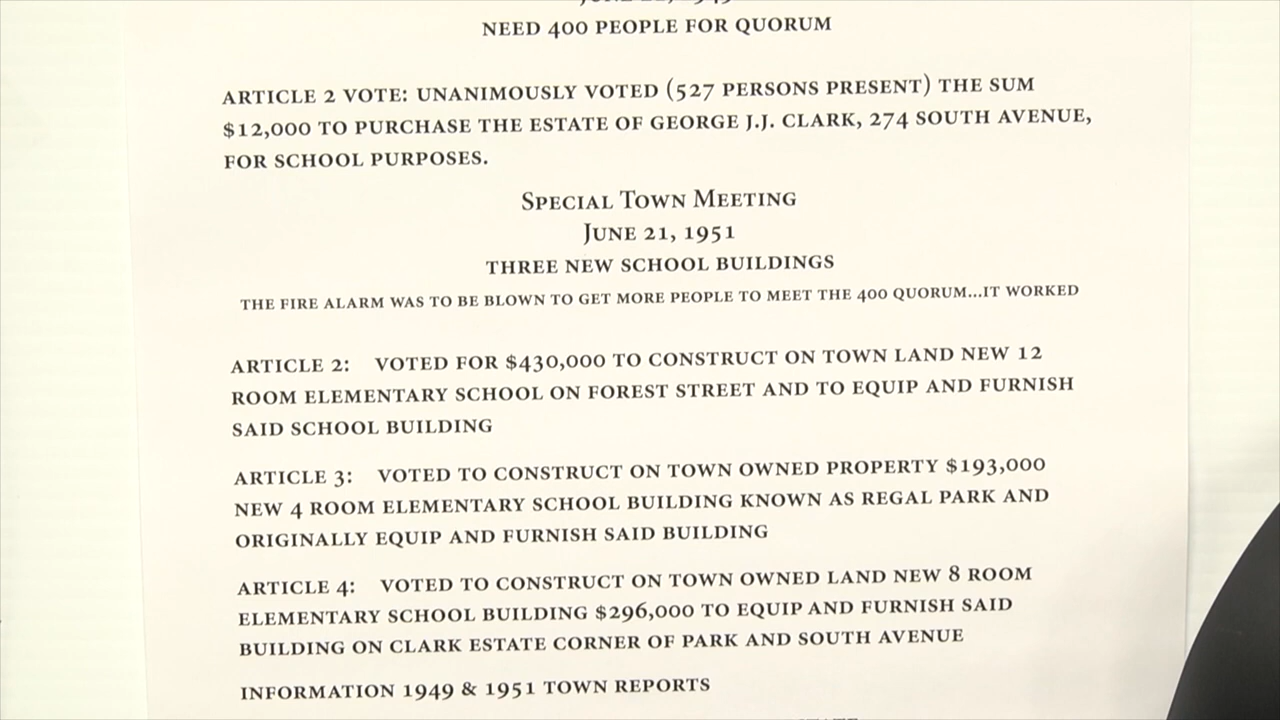 NEED 400 PEOPLE FOR QUORUM
ARTICLE 2 VOTE: UNANIMOUSLY VOTED (527 PERSONS PRESENT) THE SUM
$12,000 TO PURCHASE THE ESTATE OF GEORGE J.J. CLARK, 274 SOUTH AVENUE,
FOR SCHOOL PURPOSES.
SPECIAL TOWN MEETING
JUNE 21, 1951
THREE NEW SCHOOL BUILDINGS
THE FIRE ALARM WAS TO BE BLOWN TO GET MORE PEOPLE TO MEET THE 400 QUORUM...IT WORKED
ARTICLE 2: VOTED FOR $430,000 TO CONSTRUCT ON TOWN LAND NEW 12
ROOM ELEMENTARY SCHOOL ON FOREST STREET AND TO EQUIP AND FURNISH
SAID SCHOOL BUILDING
ARTICLE 3: VOTED TO CONSTRUCT ON TOWN OWNED PROPERTY $193,000
NEW 4 ROOM ELEMENTARY SCHOOL BUILDING KNOWN AS REGAL PARK AND
ORIGINALLY EQUIP AND FURNISH SAID BUILDING
ARTICLE 4: VOTED TO CONSTRUCT ON TOWN OWNED LAND NEW 8 ROOM
ELEMENTARY SCHOOL BUILDING $296,000 TO EQUIP AND FURNISH SAID
BUILDING ON CLARK ESTATE CORNER OF PARK AND SOUTH AVENUE
INFORMATION 1949 & 1951 TOWN REPORTS